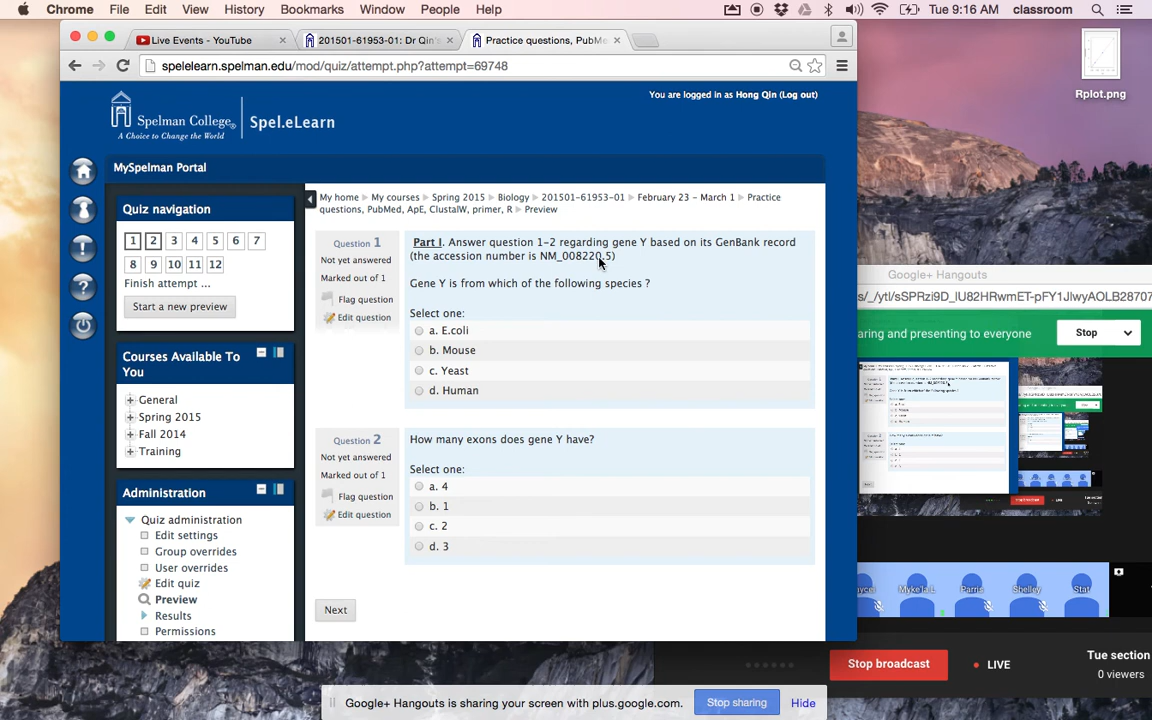 Chrome File Edit View History Bookmarks Window People Help Tue 9:16 AM classroom
Live Events - YouTube × 201501-61953-01: Dr Qin's × Practice questions, PubMe ×
spelelearn.spelman.edu/mod/quiz/attempt.php?attempt=69748
Rplot.png
You are logged in as Hong Qin (Log out)
Spelman College®
A Choice to Change the World
Spel.eLearn
MySpelman Portal
Quiz navigation
1 2 3 4 5 6 7
8 9 10 11 12
Finish attempt ...
Start a new preview
Courses Available To
You
General
Spring 2015
Fall 2014
Training
Administration
Quiz administration
Edit settings
Group overrides
User overrides
Edit quiz
Preview
Results
Permissions
My home My courses Spring 2015 Biology 201501-61953-01 February 23 - March 1 Practice
questions, PubMed, ApE, ClustalW, primer, R Preview
Question 1
Not yet answered
Marked out of 1
Flag question
Edit question
Part I. Answer question 1-2 regarding gene Y based on its GenBank record
(the accession number is NM_008220.5)
Gene Y is from which of the following species ?
Select one:
a. E.coli
b. Mouse
c. Yeast
d. Human
Question 2
Not yet answered
Marked out of 1
Flag question
Edit question
How many exons does gene Y have?
Select one:
a. 4
b. 1
c. 2
d. 3
Next
Google+ Hangouts
s/_/ytl/sSPRzi9D_lU82HRwmET-pFY1JlwyAOLB28707
aring and presenting to everyone Stop
Mykela L Parris Shelley Stat
Stop broadcast LIVE
Tue section
0 viewers
Google+ Hangouts is sharing your screen with plus.google.com. Stop sharing Hide